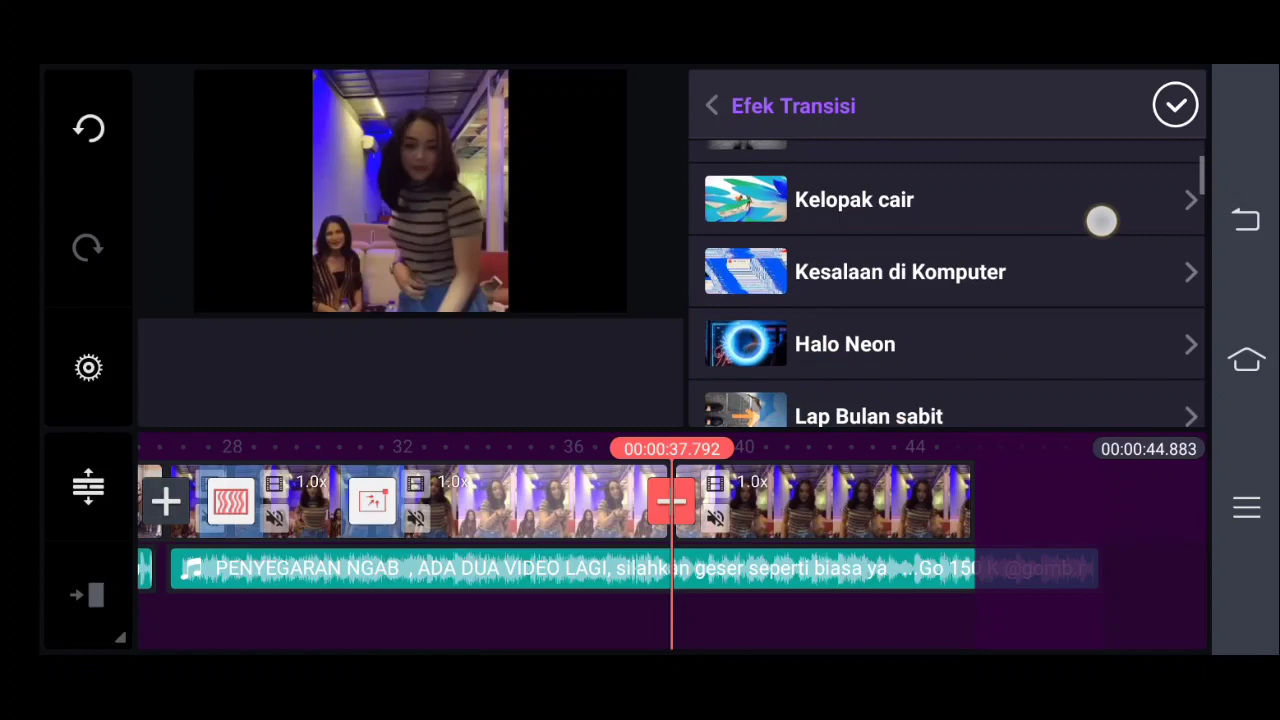 Efek Transisi
Kelopak cair
Kesalaan di Komputer
Halo Neon
Lap Bulan sabit
28
32
36
00:00:37.792
40
44
00:00:44.883
1.0x
1.0x
1.0x
PENYEGARAN NGAB , ADA DUA VIDEO LAGI, silahkan geser seperti biasa ya ...Go 150 K @gomb.r